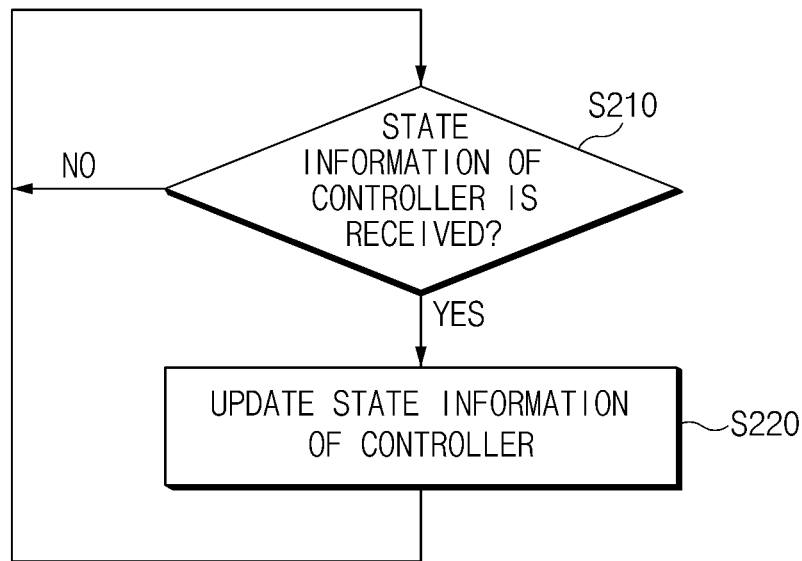 S210
STATE
INFORMATION OF
CONTROLLER IS
RECEIVED?
NO
YES
UPDATE STATE INFORMATION
OF CONTROLLER
S220